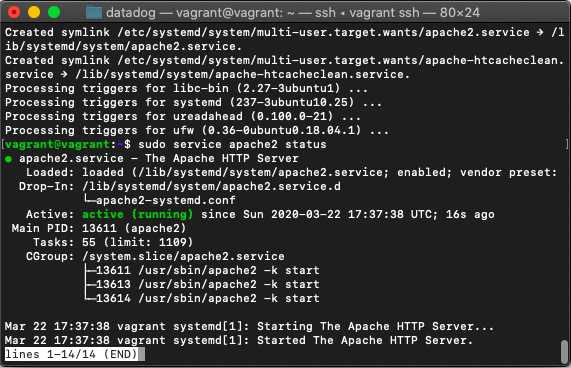 datadog — vagrant@vagrant: ~ — ssh ◂ vagrant ssh — 80×24
Created symlink /etc/systemd/system/multi-user.target.wants/apache2.service → /l
ib/systemd/system/apache2.service.
Created symlink /etc/systemd/system/multi-user.target.wants/apache-htcacheclean.
service → /lib/systemd/system/apache-htcacheclean.service.
Processing triggers for libc-bin (2.27-3ubuntu1) ...
Processing triggers for systemd (237-3ubuntu10.25) ...
Processing triggers for ureadahead (0.100.0-21) ...
Processing triggers for ufw (0.36-0ubuntu0.18.04.1) ...
[vagrant@vagrant:~$ sudo service apache2 status ]
● apache2.service - The Apache HTTP Server
Loaded: loaded (/lib/systemd/system/apache2.service; enabled; vendor preset:
Drop-In: /lib/systemd/system/apache2.service.d
└─apache2-systemd.conf
Active: active (running) since Sun 2020-03-22 17:37:38 UTC; 16s ago
Main PID: 13611 (apache2)
Tasks: 55 (limit: 1109)
CGroup: /system.slice/apache2.service
├─13611 /usr/sbin/apache2 -k start
├─13613 /usr/sbin/apache2 -k start
└─13614 /usr/sbin/apache2 -k start
Mar 22 17:37:38 vagrant systemd[1]: Starting The Apache HTTP Server...
Mar 22 17:37:38 vagrant systemd[1]: Started The Apache HTTP Server.
lines 1-14/14 (END)